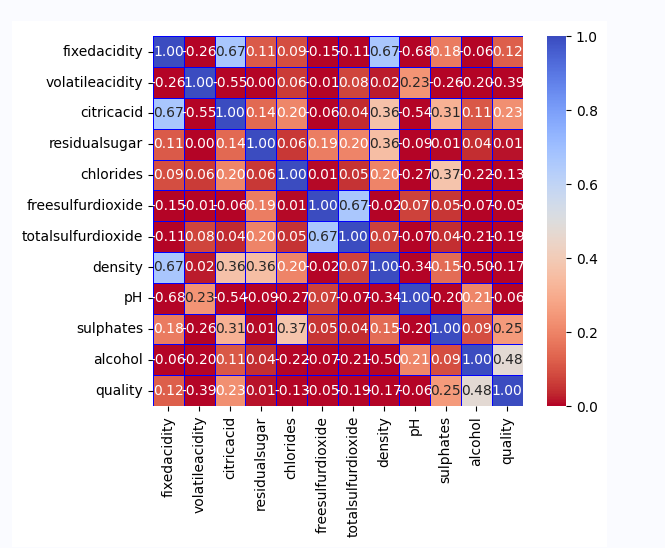 fixedacidity 1.00 -0.26 0.67 0.11 0.09 -0.15 -0.11 0.67 -0.68 0.18 -0.06 0.12
volatileacidity -0.26 1.00 -0.55 0.00 0.06 -0.01 0.08 0.02 0.23 -0.26 -0.20 -0.39
citricacid 0.67 -0.55 1.00 0.14 0.20 -0.06 0.04 0.36 -0.54 0.31 0.11 0.23
residualsugar 0.11 0.00 0.14 1.00 0.06 0.19 0.20 0.36 -0.09 0.01 0.04 0.01
chlorides 0.09 0.06 0.20 0.06 1.00 0.01 0.05 0.20 -0.27 0.37 -0.22 -0.13
freesulfurdioxide -0.15 -0.01 -0.06 0.19 0.01 1.00 0.67 -0.02 0.07 0.05 -0.07 -0.05
totalsulfurdioxide -0.11 0.08 0.04 0.20 0.05 0.67 1.00 0.07 -0.07 0.04 -0.21 -0.19
density 0.67 0.02 0.36 0.36 0.20 -0.02 0.07 1.00 -0.34 0.15 -0.50 -0.17
pH -0.68 0.23 -0.54 -0.09 -0.27 0.07 -0.07 -0.34 1.00 -0.20 0.21 -0.06
sulphates 0.18 -0.26 0.31 0.01 0.37 0.05 0.04 0.15 -0.20 1.00 0.09 0.25
alcohol -0.06 -0.20 0.11 0.04 -0.22 -0.07 -0.21 -0.50 0.21 0.09 1.00 0.48
quality 0.12 -0.39 0.23 0.01 -0.13 -0.05 -0.19 -0.17 -0.06 0.25 0.48 1.00
fixedacidity
volatileacidity
citricacid
residualsugar
chlorides
freesulfurdioxide
totalsulfurdioxide
density
pH
sulphates
alcohol
quality
1.0
0.8
0.6
0.4
0.2
0.0